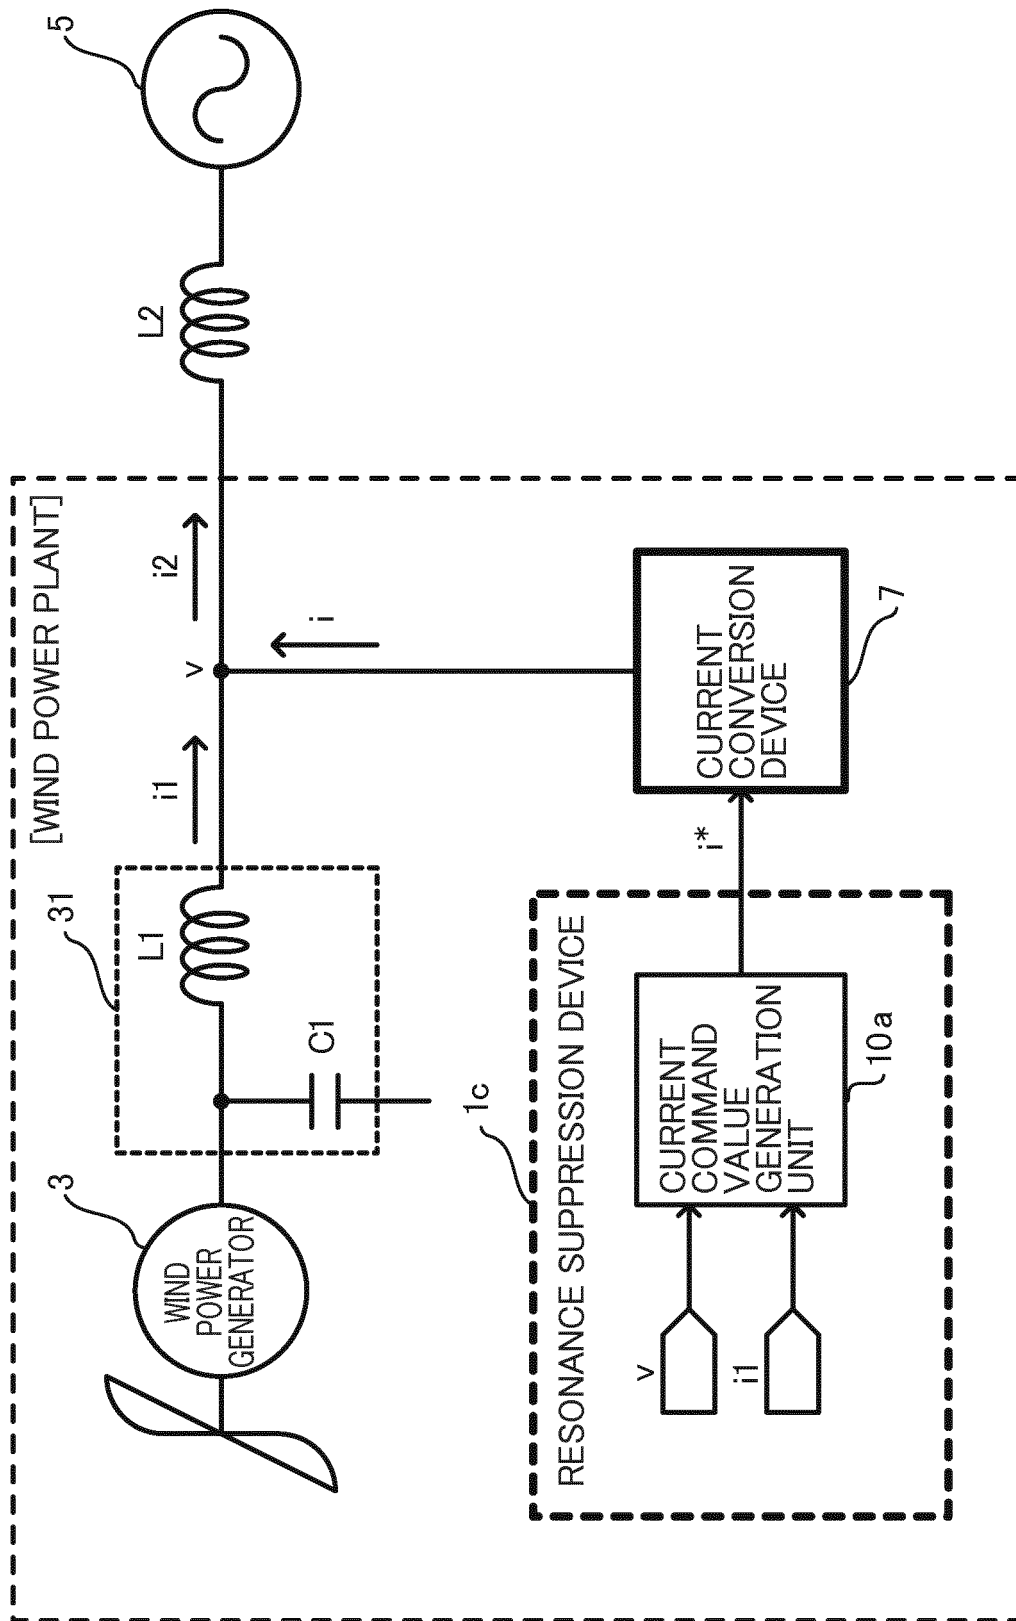 [WIND POWER PLANT]
31
3
WIND
POWER
GENERATOR
L1
C1
i1
v
i2
i
L2
5
1c
RESONANCE SUPPRESSION DEVICE
v
i1
CURRENT
COMMAND
VALUE
GENERATION
UNIT
10a
i*
CURRENT
CONVERSION
DEVICE
7